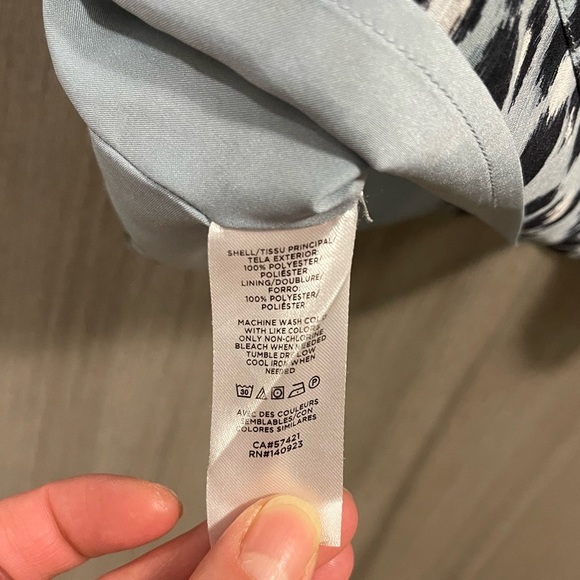 SHELL/TISSU PRINCIPAL/
TELA EXTERIOR:
100% POLYESTER/
POLIÉSTER
LINING/DOUBLURE/
FORRO:
100% POLYESTER/
POLIÉSTER
MACHINE WASH COLD
WITH LIKE COLORS
ONLY NON-CHLORINE
BLEACH WHEN NEEDED
TUMBLE DRY LOW
COOL IRON WHEN
NEEDED
30 P
AVEC DES COULEURS
SEMBLABLES/CON
COLORES SIMILARES
CA#57421
RN#140923